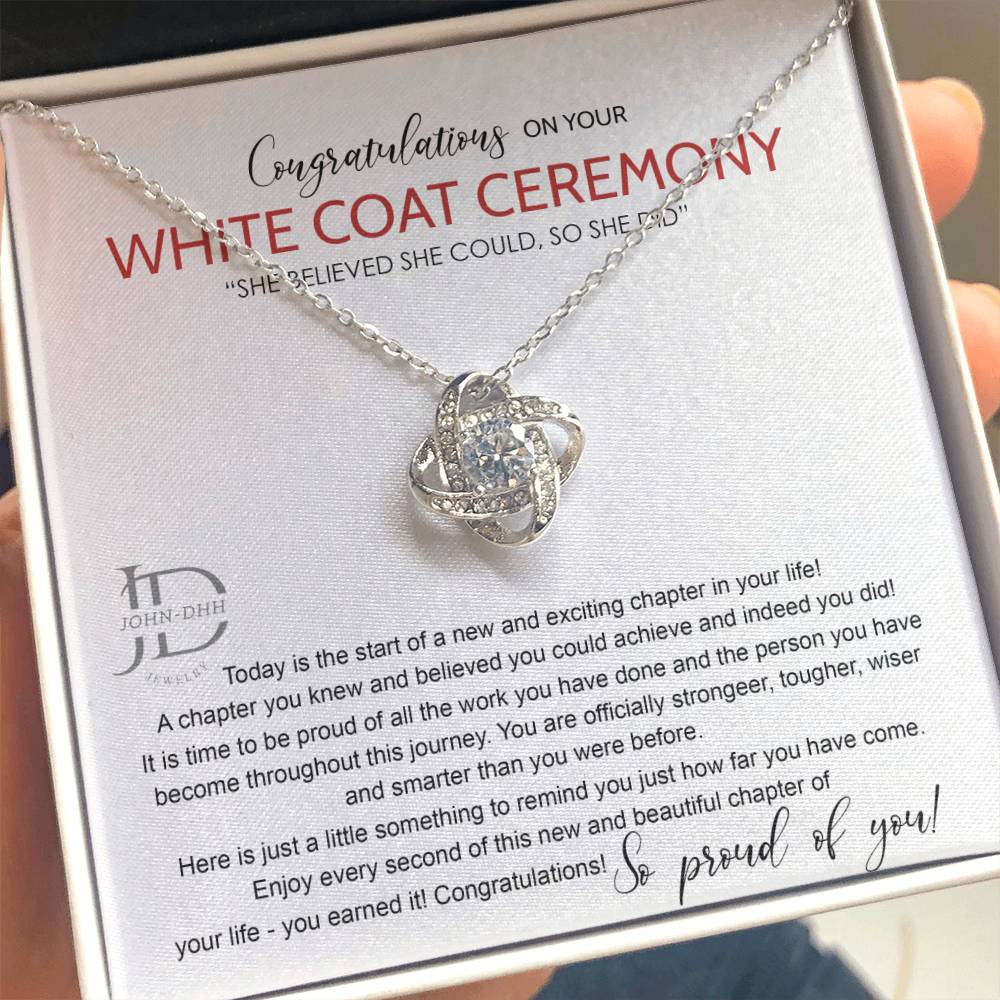 Congratulations ON YOUR
WHITE COAT CEREMONY
“SHE BELIEVED SHE COULD, SO SHE DID”
JD
JOHN-DHH
JEWELRY
Today is the start of a new and exciting chapter in your life!
A chapter you knew and believed you could achieve and indeed you did!
It is time to be proud of all the work you have done and the person you have
become throughout this journey. You are officially strongeer, tougher, wiser
and smarter than you were before.
Here is just a little something to remind you just how far you have come.
Enjoy every second of this new and beautiful chapter of
your life - you earned it! Congratulations! So proud of you!